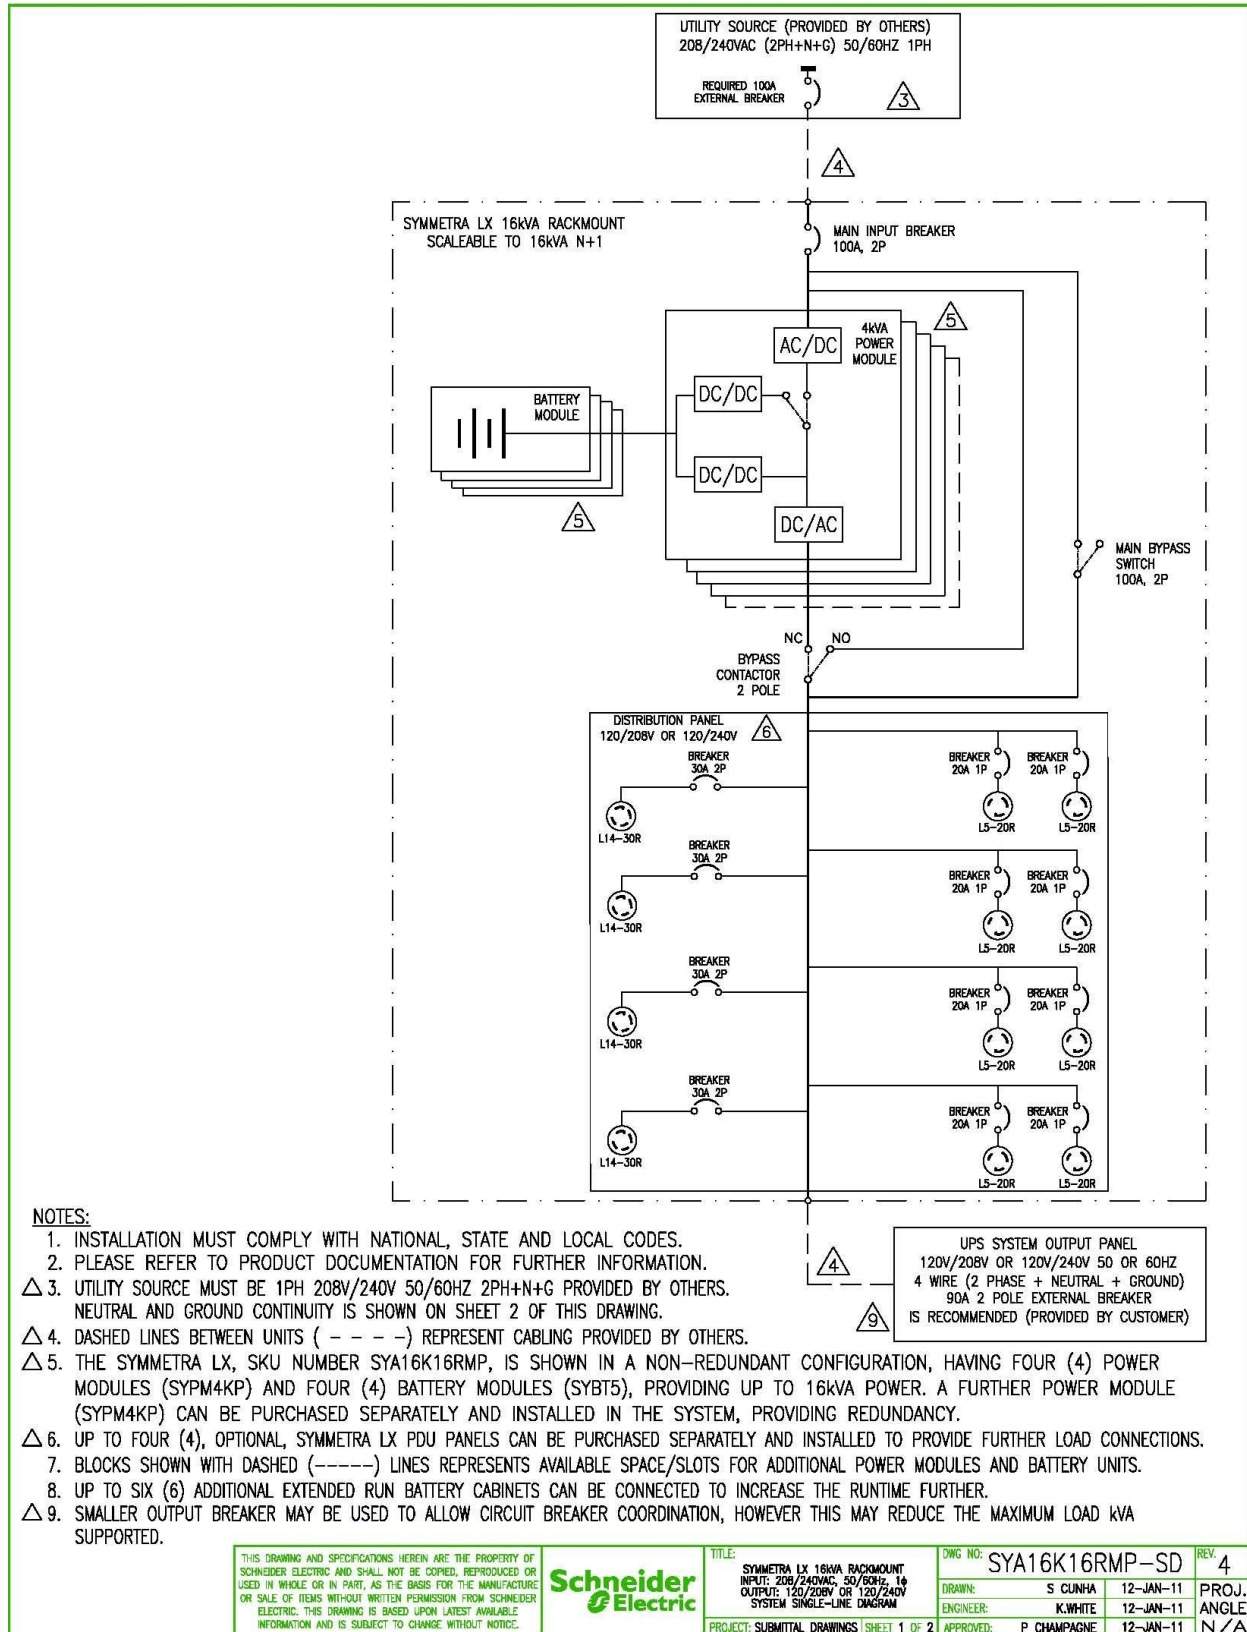 UTILITY SOURCE (PROVIDED BY OTHERS)
208/240VAC (2PH+N+G) 50/60HZ 1PH
REQUIRED 100A
EXTERNAL BREAKER
3
4
SYMMETRA LX 16kVA RACKMOUNT
SCALEABLE TO 16kVA N+1
MAIN INPUT BREAKER
100A, 2P
5
4kVA
POWER
MODULE
AC/DC
DC/DC
BATTERY
MODULE
DC/DC
5
DC/AC
MAIN BYPASS
SWITCH
100A, 2P
NC NO
BYPASS
CONTACTOR
2 POLE
DISTRIBUTION PANEL
120/208V OR 120/240V
6
BREAKER
30A 2P
L14-30R
BREAKER
20A 1P
BREAKER
20A 1P
L5-20R
L5-20R
BREAKER
30A 2P
L14-30R
BREAKER
20A 1P
BREAKER
20A 1P
L5-20R
L5-20R
BREAKER
30A 2P
L14-30R
BREAKER
20A 1P
BREAKER
20A 1P
L5-20R
L5-20R
BREAKER
30A 2P
L14-30R
BREAKER
20A 1P
BREAKER
20A 1P
L5-20R
L5-20R
4
9
UPS SYSTEM OUTPUT PANEL
120V/208V OR 120V/240V 50 OR 60HZ
4 WIRE (2 PHASE + NEUTRAL + GROUND)
90A 2 POLE EXTERNAL BREAKER
IS RECOMMENDED (PROVIDED BY CUSTOMER)
NOTES:
1. INSTALLATION MUST COMPLY WITH NATIONAL, STATE AND LOCAL CODES.
2. PLEASE REFER TO PRODUCT DOCUMENTATION FOR FURTHER INFORMATION.
△ 3. UTILITY SOURCE MUST BE 1PH 208V/240V 50/60HZ 2PH+N+G PROVIDED BY OTHERS.
NEUTRAL AND GROUND CONTINUITY IS SHOWN ON SHEET 2 OF THIS DRAWING.
△ 4. DASHED LINES BETWEEN UNITS ( - - - -) REPRESENT CABLING PROVIDED BY OTHERS.
△ 5. THE SYMMETRA LX, SKU NUMBER SYA16K16RMP, IS SHOWN IN A NON-REDUNDANT CONFIGURATION, HAVING FOUR (4) POWER
MODULES (SYPM4KP) AND FOUR (4) BATTERY MODULES (SYBT5), PROVIDING UP TO 16kVA POWER. A FURTHER POWER MODULE
(SYPM4KP) CAN BE PURCHASED SEPARATELY AND INSTALLED IN THE SYSTEM, PROVIDING REDUNDANCY.
△ 6. UP TO FOUR (4), OPTIONAL, SYMMETRA LX PDU PANELS CAN BE PURCHASED SEPARATELY AND INSTALLED TO PROVIDE FURTHER LOAD CONNECTIONS.
7. BLOCKS SHOWN WITH DASHED (-----) LINES REPRESENTS AVAILABLE SPACE/SLOTS FOR ADDITIONAL POWER MODULES AND BATTERY UNITS.
8. UP TO SIX (6) ADDITIONAL EXTENDED RUN BATTERY CABINETS CAN BE CONNECTED TO INCREASE THE RUNTIME FURTHER.
△ 9. SMALLER OUTPUT BREAKER MAY BE USED TO ALLOW CIRCUIT BREAKER COORDINATION, HOWEVER THIS MAY REDUCE THE MAXIMUM LOAD kVA
SUPPORTED.
THIS DRAWING AND SPECIFICATIONS HEREIN ARE THE PROPERTY OF
SCHNEIDER ELECTRIC AND SHALL NOT BE COPIED, REPRODUCED OR
USED IN WHOLE OR IN PART, AS THE BASIS FOR THE MANUFACTURE
OR SALE OF ITEMS WITHOUT WRITTEN PERMISSION FROM SCHNEIDER
ELECTRIC. THIS DRAWING IS BASED UPON LATEST AVAILABLE
INFORMATION AND IS SUBJECT TO CHANGE WITHOUT NOTICE.
Schneider
Electric
TITLE:
SYMMETRA LX 16kVA RACKMOUNT
INPUT: 208/240VAC, 50/60Hz, 1ϕ
OUTPUT: 120/208V OR 120/240V
SYSTEM SINGLE-LINE DIAGRAM
PROJECT: SUBMITTAL DRAWINGS SHEET 1 OF 2
DWG NO: SYA16K16RMP-SD
REV. 4
DRAWN: S CUNHA 12-JAN-11
ENGINEER: K.WHITE 12-JAN-11
APPROVED: P CHAMPAGNE 12-JAN-11
PROJ.
ANGLE
N/A